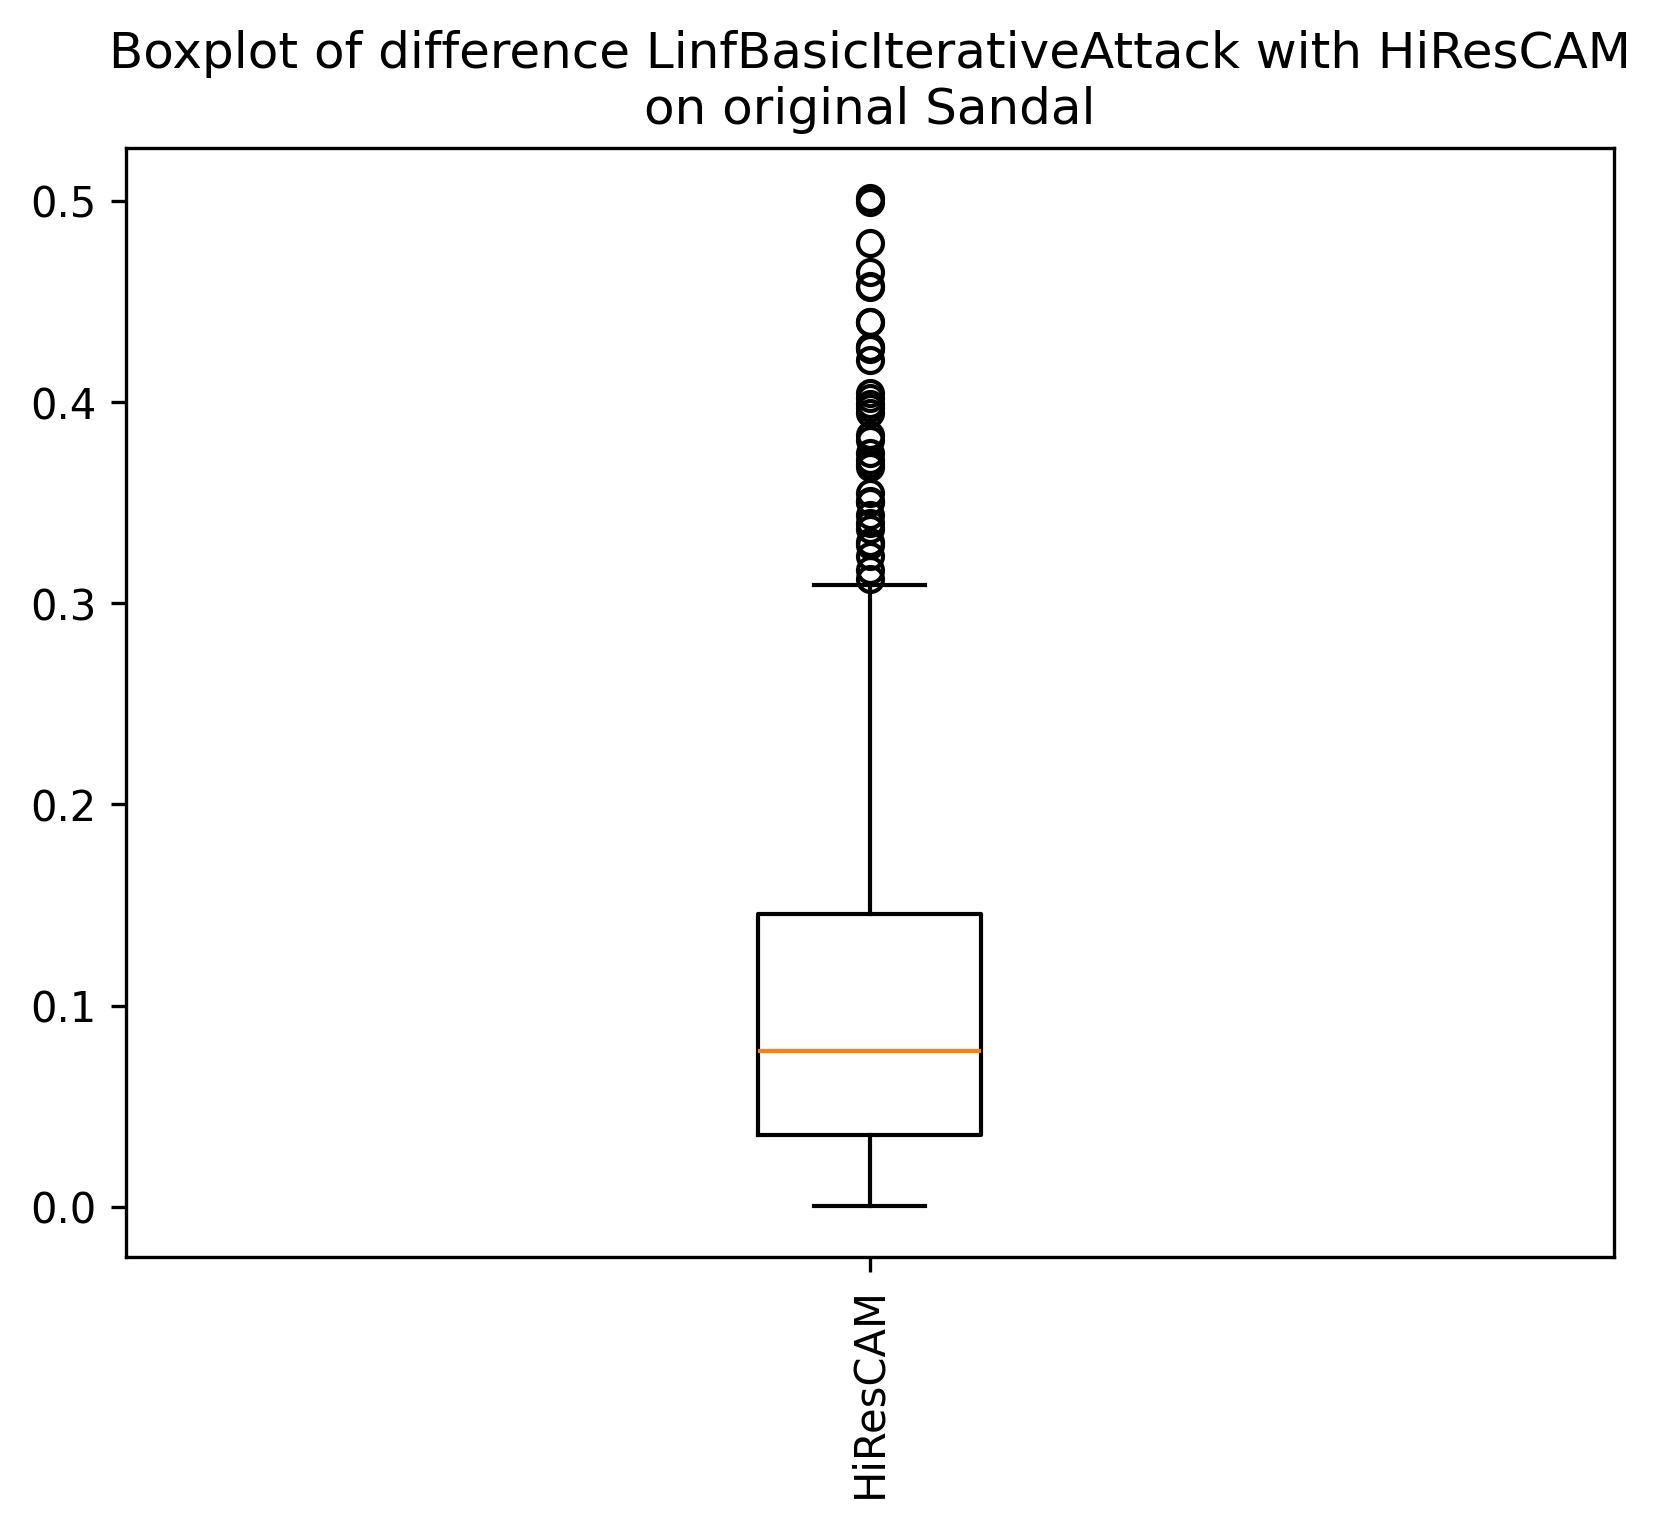 Boxplot of difference LinfBasicIterativeAttack with HiResCAM
on original Sandal
0.5
0.4
0.3
0.2
0.1
0.0
HiResCAM